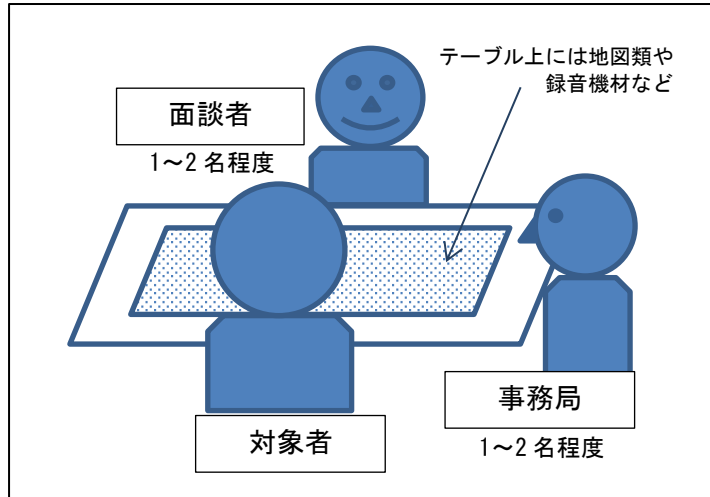 テーブル上には地図類や
録音機材など
面談者
1～2 名程度
事務局
1～2 名程度
対象者